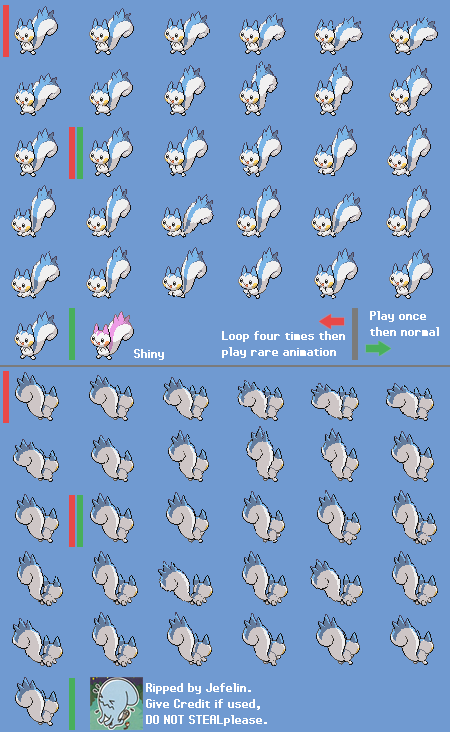 Play once
then normal
Loop four times then
play rare animation
Shiny
Ripped by Jefelin.
Give Credit if used,
DO NOT STEALplease.